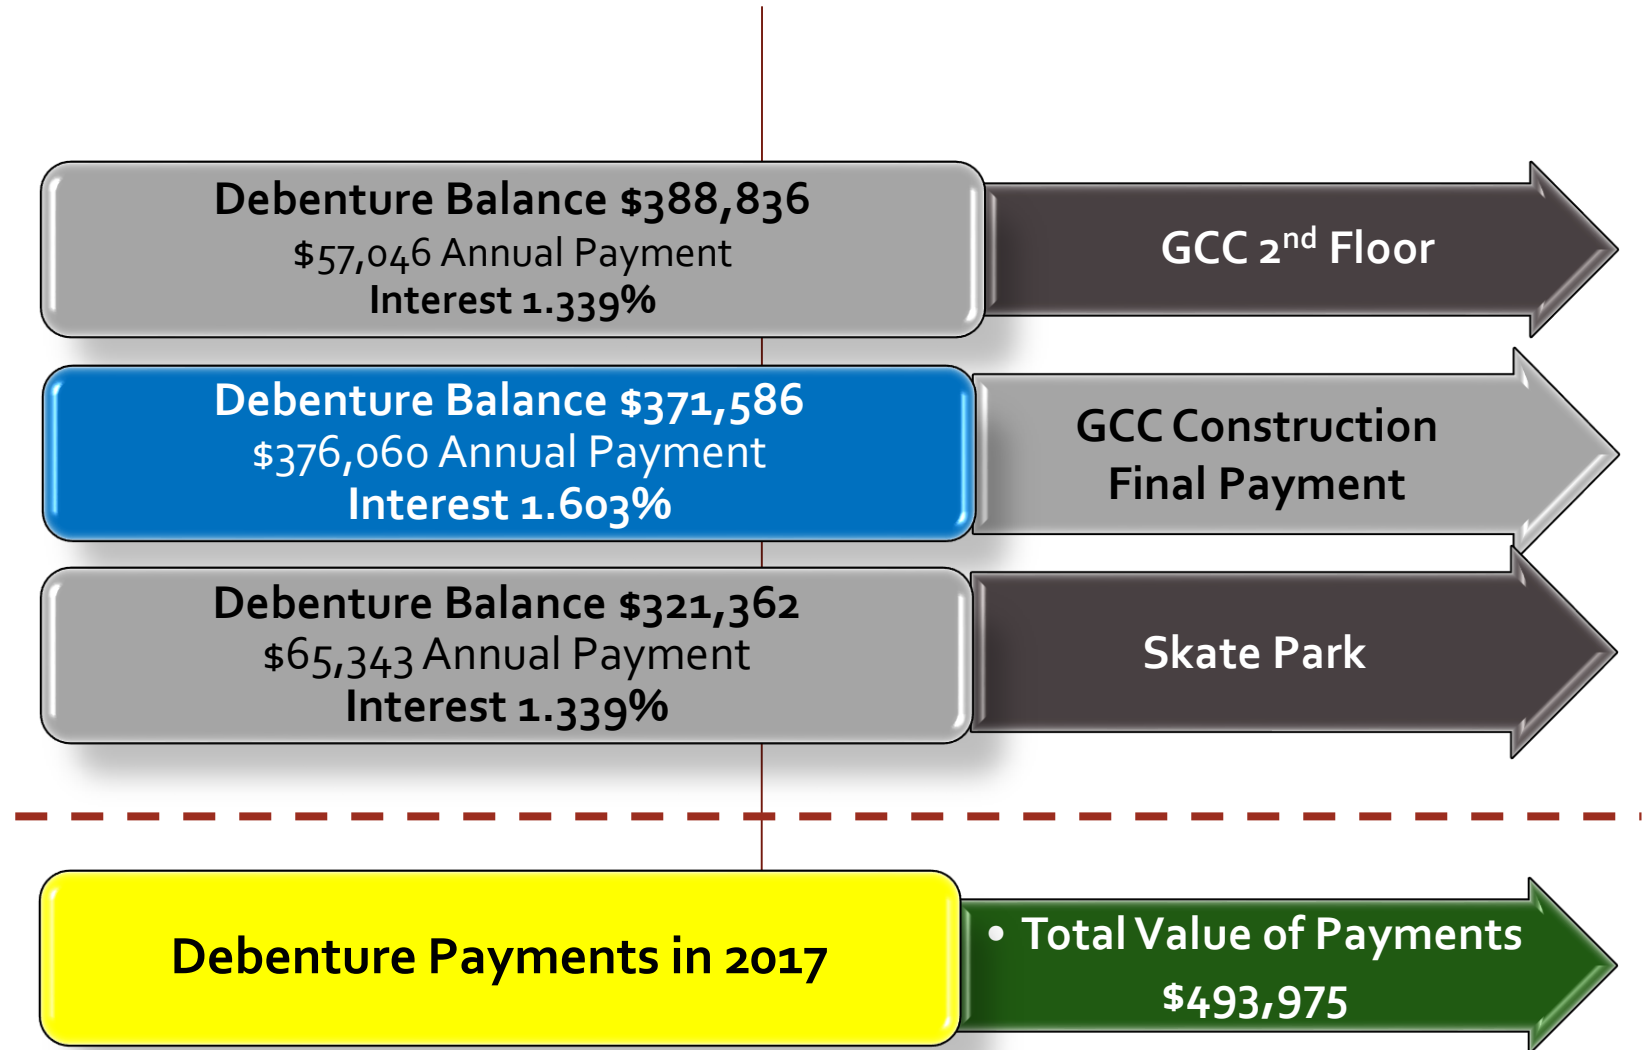 Debenture Balance $388,836
$57,046 Annual Payment
Interest 1.339%
GCC 2nd Floor
Debenture Balance $371,586
$376,060 Annual Payment
Interest 1.603%
GCC Construction
Final Payment
Debenture Balance $321,362
$65,343 Annual Payment
Interest 1.339%
Skate Park
Debenture Payments in 2017
• Total Value of Payments
$493,975